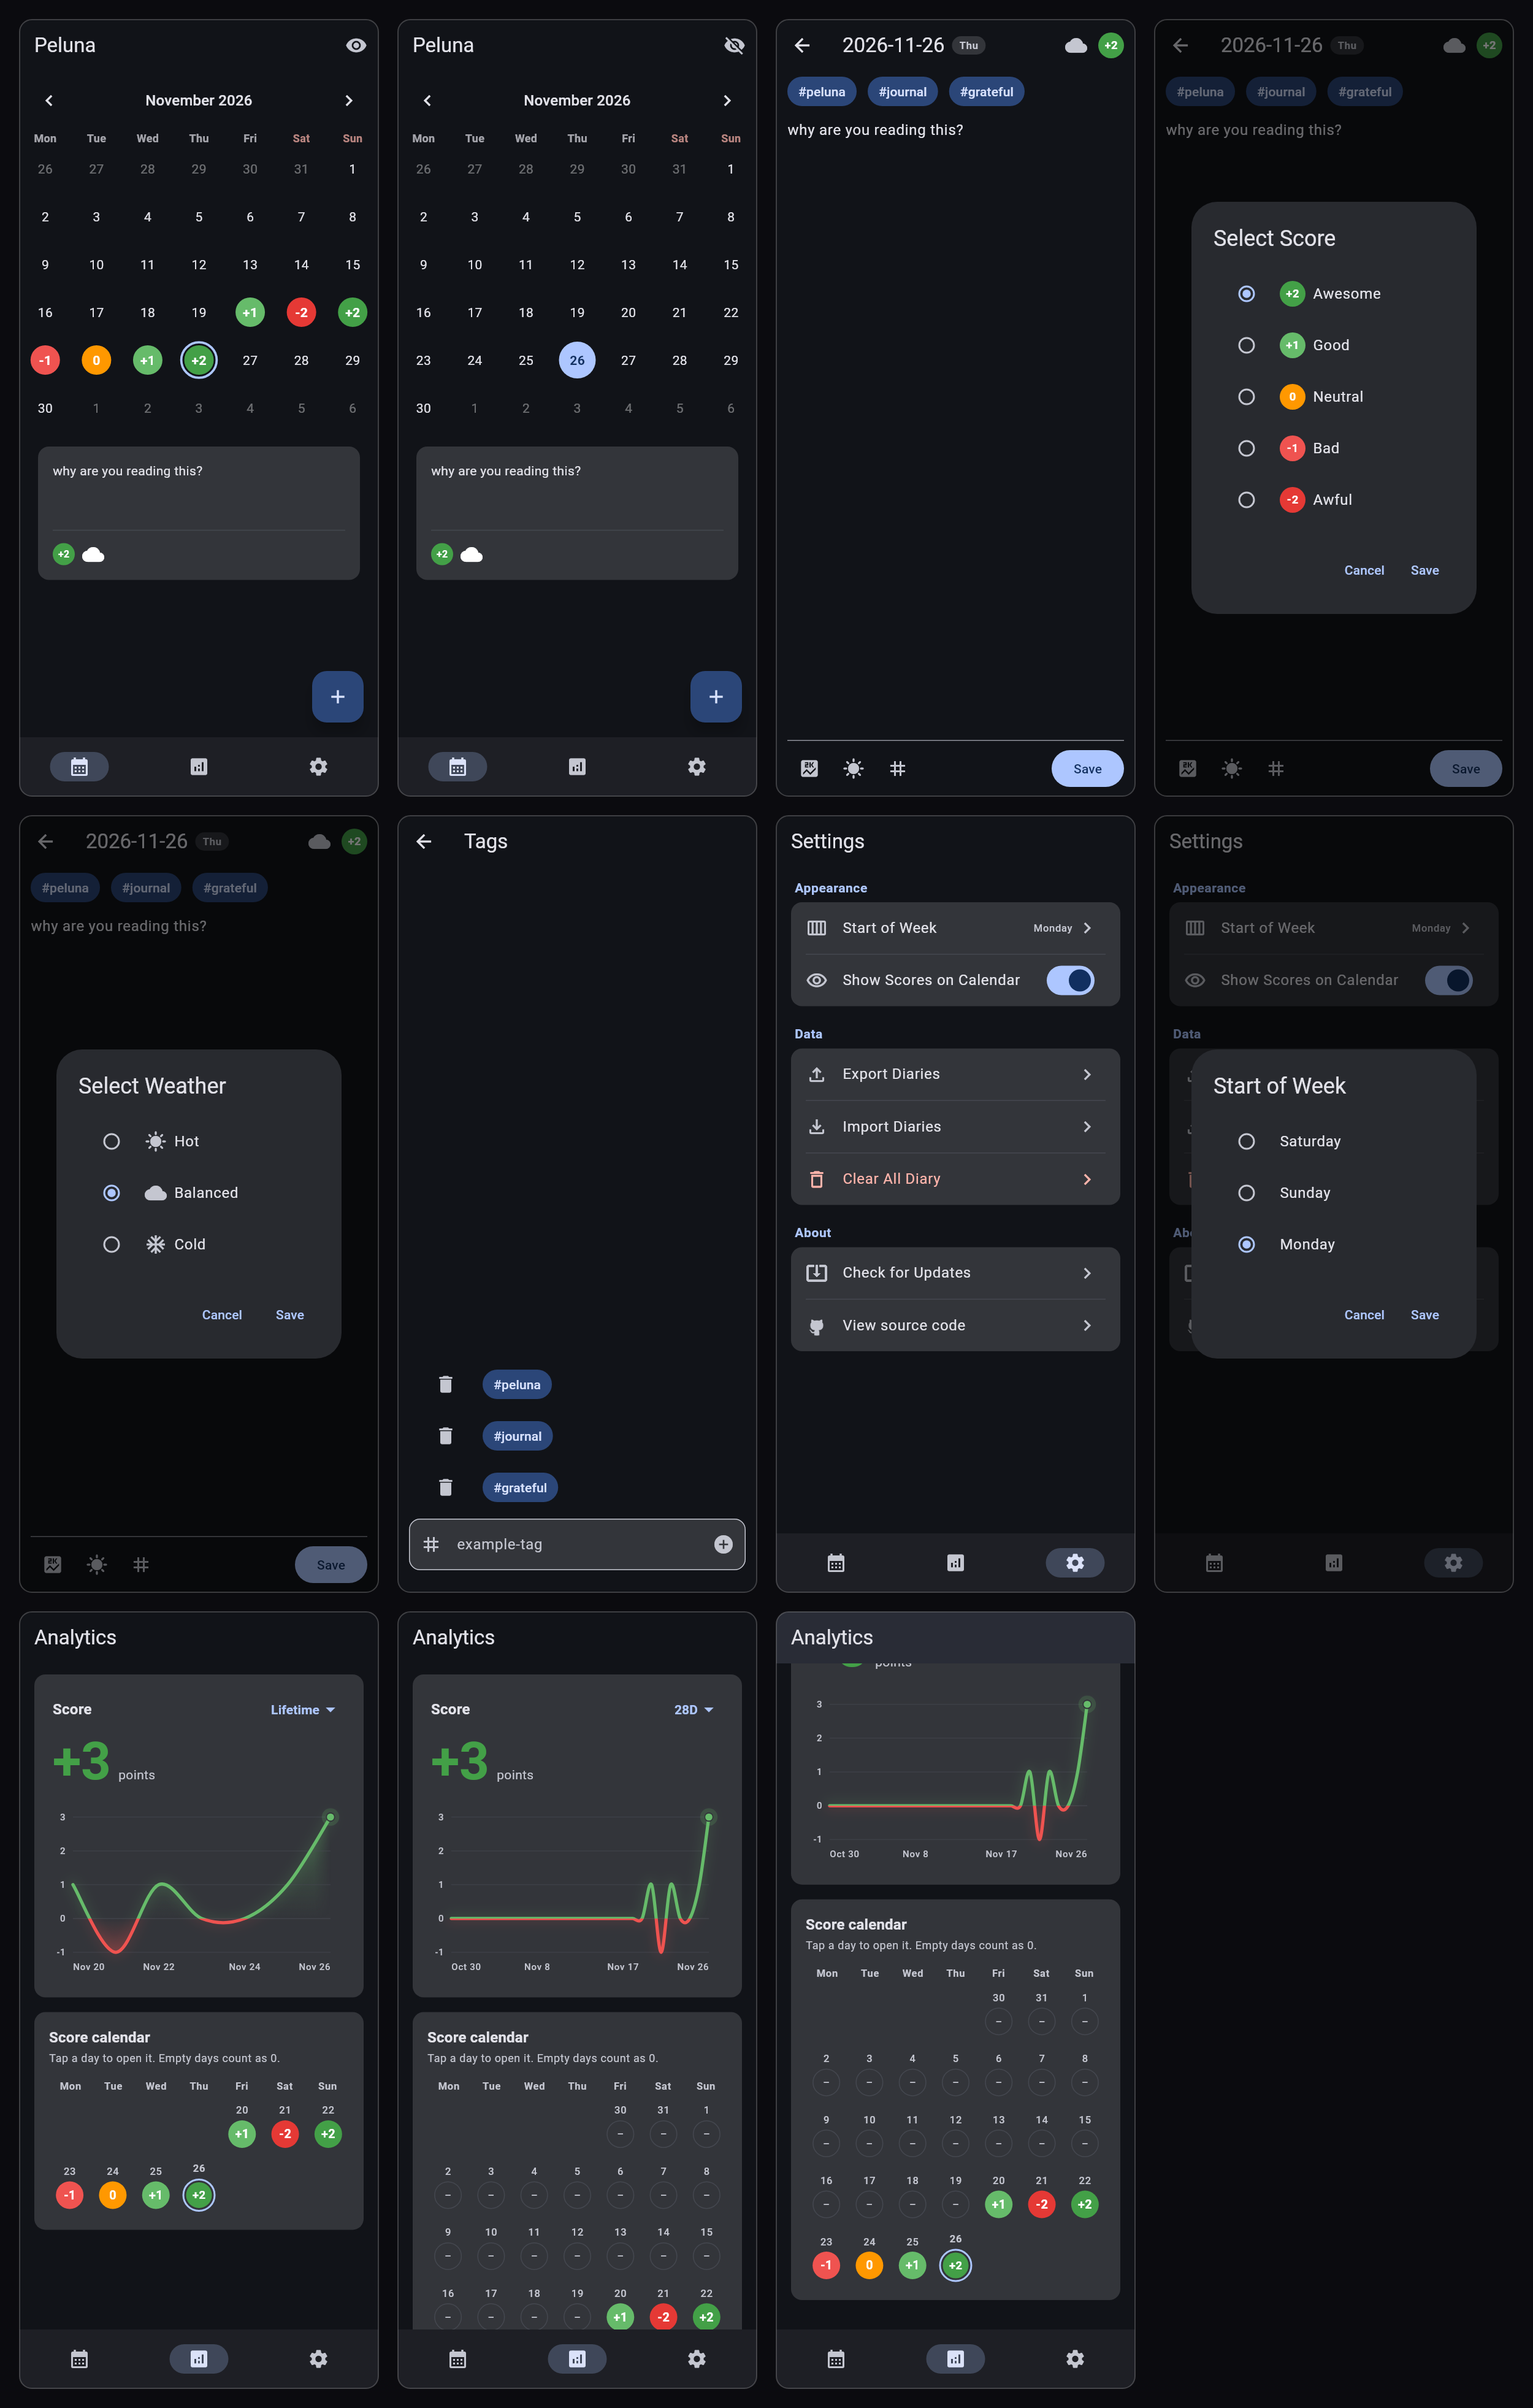 Peluna
November 2026
Mon Tue Wed Thu Fri Sat Sun
26 27 28 29 30 31 1
2 3 4 5 6 7 8
9 10 11 12 13 14 15
16 17 18 19 +1 -2 +2
-1 0 +1 +2 27 28 29
30 1 2 3 4 5 6
why are you reading this?
+2
Peluna
November 2026
Mon Tue Wed Thu Fri Sat Sun
26 27 28 29 30 31 1
2 3 4 5 6 7 8
9 10 11 12 13 14 15
16 17 18 19 20 21 22
23 24 25 26 27 28 29
30 1 2 3 4 5 6
why are you reading this?
+2
2026-11-26 Thu +2
#peluna #journal #grateful
why are you reading this?
Save
2026-11-26 Thu +2
#peluna #journal #grateful
why are you reading this?
Select Score
+2 Awesome
+1 Good
0 Neutral
-1 Bad
-2 Awful
Cancel Save
Save
2026-11-26 Thu +2
#peluna #journal #grateful
why are you reading this?
Select Weather
Hot
Balanced
Cold
Cancel Save
Save
Tags
#peluna
#journal
#grateful
# example-tag
Settings
Appearance
Start of Week Monday
Show Scores on Calendar
Data
Export Diaries
Import Diaries
Clear All Diary
About
Check for Updates
View source code
Settings
Appearance
Start of Week Monday
Show Scores on Calendar
Data
Start of Week
Saturday
Sunday
Monday
Cancel Save
Analytics
Score Lifetime
+3 points
3
2
1
0
-1
Nov 20 Nov 22 Nov 24 Nov 26
Score calendar
Tap a day to open it. Empty days count as 0.
Mon Tue Wed Thu Fri Sat Sun
20 21 22
+1 -2 +2
23 24 25 26
-1 0 +1 +2
Analytics
Score 28D
+3 points
3
2
1
0
-1
Oct 30 Nov 8 Nov 17 Nov 26
Score calendar
Tap a day to open it. Empty days count as 0.
Mon Tue Wed Thu Fri Sat Sun
30 31 1
– – –
2 3 4 5 6 7 8
– – – – – – –
9 10 11 12 13 14 15
– – – – – – –
16 17 18 19 20 21 22
– – – – +1 -2 +2
Analytics
points
3
2
1
0
-1
Oct 30 Nov 8 Nov 17 Nov 26
Score calendar
Tap a day to open it. Empty days count as 0.
Mon Tue Wed Thu Fri Sat Sun
30 31 1
– – –
2 3 4 5 6 7 8
– – – – – – –
9 10 11 12 13 14 15
– – – – – – –
16 17 18 19 20 21 22
– – – – +1 -2 +2
23 24 25 26
-1 0 +1 +2